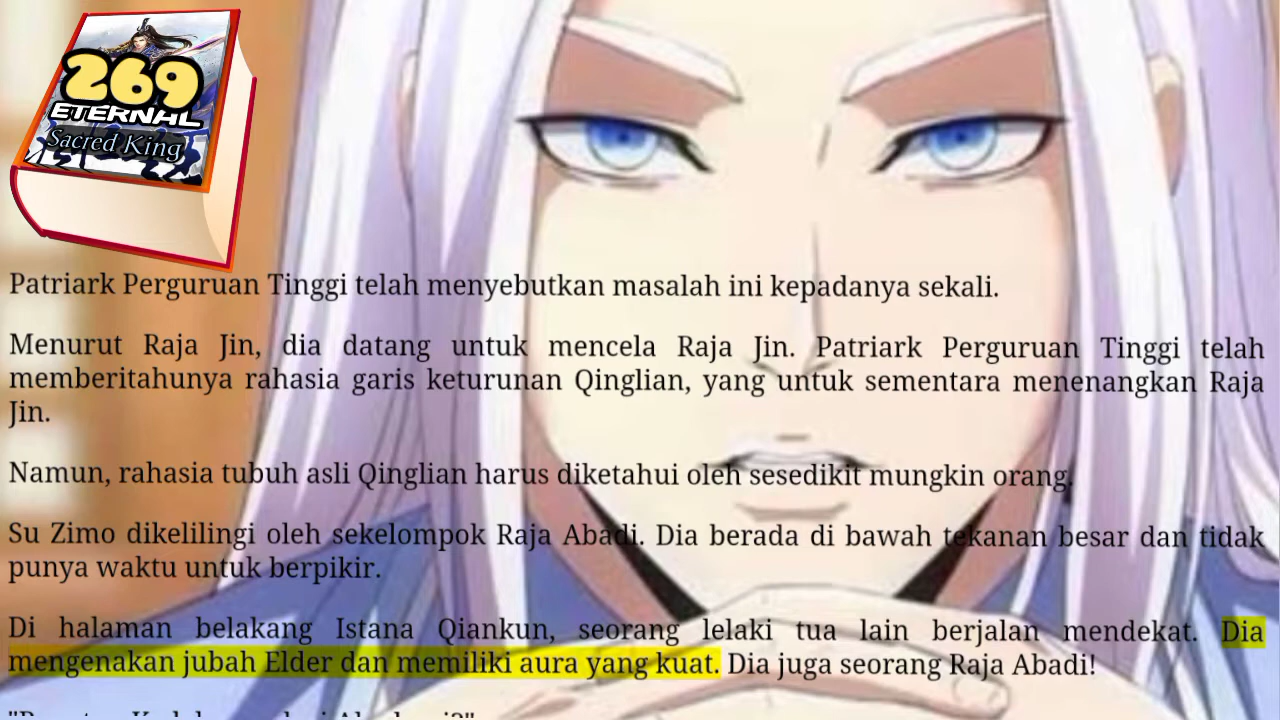 269
ETERNAL
Sacred King
Patriark Perguruan Tinggi telah menyebutkan masalah ini kepadanya sekali.
Menurut Raja Jin, dia datang untuk mencela Raja Jin. Patriark Perguruan Tinggi telah
memberitahunya rahasia garis keturunan Qinglian, yang untuk sementara menenangkan Raja
Jin.
Namun, rahasia tubuh asli Qinglian harus diketahui oleh sesedikit mungkin orang.
Su Zimo dikelilingi oleh sekelompok Raja Abadi. Dia berada di bawah tekanan besar dan tidak
punya waktu untuk berpikir.
Di halaman belakang Istana Qiankun, seorang lelaki tua lain berjalan mendekat. Dia
mengenakan jubah Elder dan memiliki aura yang kuat. Dia juga seorang Raja Abadi!